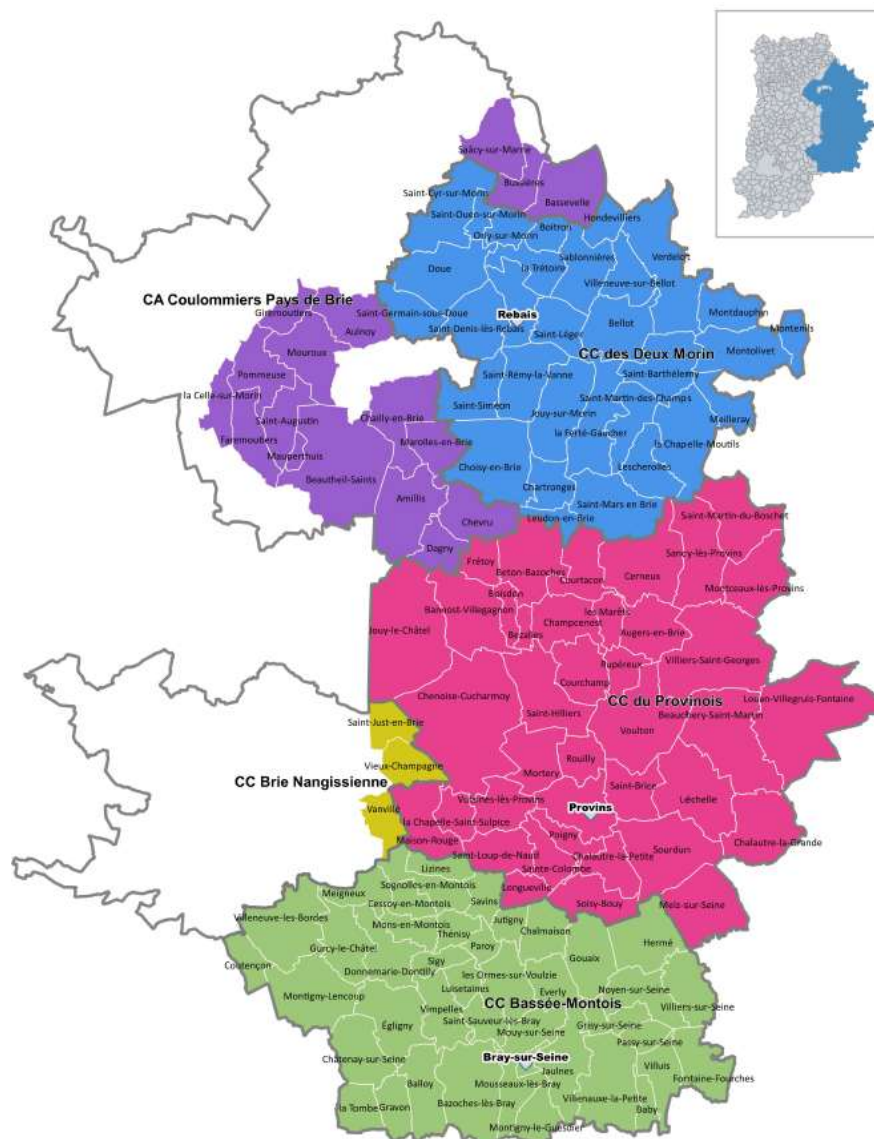 Saâcy-sur-Marne
Bussières
Bassevelle
Saint-Cyr-sur-Morin
Saint-Ouen-sur-Morin
Hondevilliers
Boitron
Orly-sur-Morin
Verdelot
Sablonnières
la Trétoire
Doue
Villeneuve-sur-Bellot
CA Coulommiers Pays de Brie
Giremoutiers
Aulnoy
Saint-Germain-sous-Doue
Rebais
Montdauphin
Montenils
Saint-Denis-lès-Rebais
Saint-Léger
Bellot
Mouroux
CC des Deux Morin
Montolivet
Pommeuse
Saint-Rémy-la-Vanne
Saint-Barthélemy
la Celle-sur-Morin
Saint-Siméon
Saint-Martin-des-Champs
Saint-Augustin
Chailly-en-Brie
Jouy-sur-Morin
Meilleray
Faremoutiers
la Ferté-Gaucher
la Chapelle-Moutils
Marolles-en-Brie
Mauperthuis
Choisy-en-Brie
Lescherolles
Beautheil-Saints
Chartronges
Amillis
Saint-Mars en Brie
Chevru
Leudon-en-Brie
Saint-Martin-du-Boschet
Dagny
Sancy-lès-Provins
Frétoy
Beton-Bazoches
Courtacon
Cerneux
Montceaux-lès-Provins
Boisdon
Bannost-Villegagnon
les Marêts
Champcenest
Jouy-le-Châtel
Bezalles
Augers-en-Brie
Rupéreux
Villiers-Saint-Georges
Courchamp
Chenoise-Cucharmoy
Louan-Villegruis-Fontaine
CC du Provinois
Saint-Hilliers
Beauchery-Saint-Martin
Saint-Just-en-Brie
Voulton
Rouilly
Vieux-Champagne
Mortery
CC Brie Nangissienne
Saint-Brice
Vulaines-lès-Provins
Léchelle
Vanvillé
Provins
la Chapelle-Saint-Sulpice
Poigny
Maison-Rouge
Sourdun
Chalautre-la-Grande
Saint-Loup-de-Naud
Chalautre-la-Petite
Sainte-Colombe
Lizines
Longueville
Sognolles-en-Montois
Soisy-Bouy
Melz-sur-Seine
Meigneux
Cessoy-en-Montois
Savins
Villeneuve-les-Bordes
Jutigny
Mons-en-Montois
Chalmaison
Thénisy
Hermé
Gurcy-le-Châtel
Paroy
Coutençon
Gouaix
Sigy
Donnemarie-Dontilly
les Ormes-sur-Voulzie
Luisetaines
Everly
Noyen-sur-Seine
Montigny-Lencoup
CC Bassée-Montois
Villiers-sur-Seine
Vimpelles
Saint-Sauveur-lès-Bray
Égligny
Grisy-sur-Seine
Mouy-sur-Seine
Passy-sur-Seine
Châtenay-sur-Seine
Bray-sur-Seine
Villuis
Jaulnes
Fontaine-Fourches
Balloy
Mousseaux-lès-Bray
Villenauxe-la-Petite
Bazoches-lès-Bray
la Tombe
Gravon
Baby
Montigny-le-Guesdier